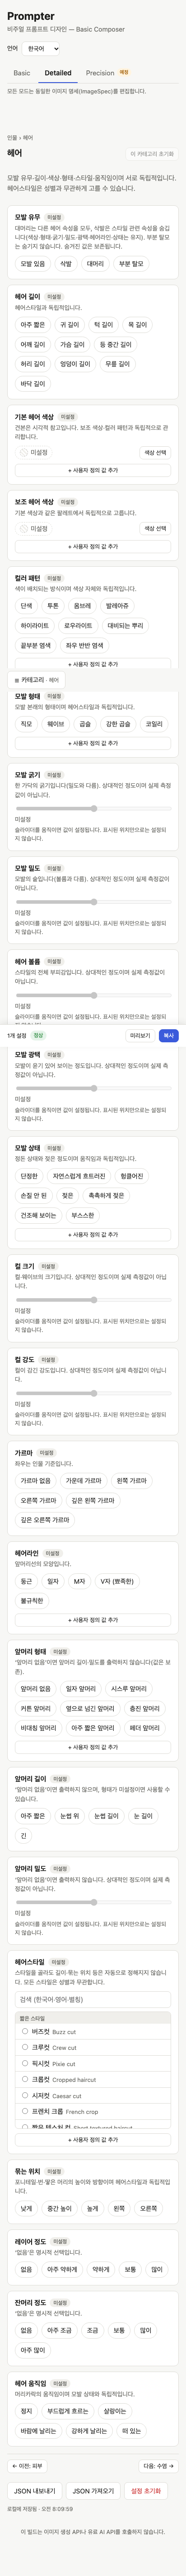 Prompter
비주얼 프롬프트 디자인 — Basic Composer
언어 한국어
Basic Detailed Precision 예정
모든 모드는 동일한 이미지 명세(ImageSpec)를 편집합니다.
인물 › 헤어
헤어 이 카테고리 초기화
모발 유무·길이·색상·형태·스타일·움직임이 서로 독립적입니다.
헤어스타일은 성별과 무관하게 고를 수 있습니다.
모발 유무 미설정
대머리는 다른 헤어 속성을 모두, 삭발은 스타일 관련 속성을 숨깁
니다(색상·형태·굵기·밀도·광택·헤어라인·상태는 유지). 부분 탈모
는 숨기지 않습니다. 숨겨진 값은 보존됩니다.
모발 있음 삭발 대머리 부분 탈모
헤어 길이 미설정
헤어스타일과 독립적입니다.
아주 짧은 귀 길이 턱 길이 목 길이
어깨 길이 가슴 길이 등 중간 길이
허리 길이 엉덩이 길이 무릎 길이
바닥 길이
기본 헤어 색상 미설정
견본은 시각적 참고입니다. 보조 색상·컬러 패턴과 독립적으로 관
리합니다.
미설정 색상 선택
+ 사용자 정의 값 추가
보조 헤어 색상 미설정
기본 색상과 같은 팔레트에서 독립적으로 고릅니다.
미설정 색상 선택
+ 사용자 정의 값 추가
컬러 패턴 미설정
색이 배치되는 방식이며 색상 자체와 독립적입니다.
단색 투톤 옴브레 발레아쥬
하이라이트 로우라이트 대비되는 뿌리
끝부분 염색 좌우 반반 염색
+ 사용자 정의 값 추가
카테고리 · 헤어
모발 형태 미설정
모발 본래의 형태이며 헤어스타일과 독립적입니다.
직모 웨이브 곱슬 강한 곱슬 코일리
+ 사용자 정의 값 추가
모발 굵기 미설정
한 가닥의 굵기입니다(밀도와 다름). 상대적인 정도이며 실제 측정
값이 아닙니다.
미설정
슬라이더를 움직이면 값이 설정됩니다. 표시된 위치만으로는 설정되
지 않습니다.
모발 밀도 미설정
모발의 숱입니다(볼륨과 다름). 상대적인 정도이며 실제 측정값이
아닙니다.
미설정
슬라이더를 움직이면 값이 설정됩니다. 표시된 위치만으로는 설정되
지 않습니다.
헤어 볼륨 미설정
스타일의 전체 부피감입니다. 상대적인 정도이며 실제 측정값이
아닙니다.
미설정
슬라이더를 움직이면 값이 설정됩니다. 표시된 위치만으로는 설정되
1개 설정 정상 미리보기 복사
모발 광택 미설정
모발이 윤기 있어 보이는 정도입니다. 상대적인 정도이며 실제 측
정값이 아닙니다.
미설정
슬라이더를 움직이면 값이 설정됩니다. 표시된 위치만으로는 설정되
지 않습니다.
모발 상태 미설정
정돈 상태와 젖은 정도이며 움직임과 독립적입니다.
단정한 자연스럽게 흐트러진 헝클어진
손질 안 된 젖은 촉촉하게 젖은
건조해 보이는 부스스한
+ 사용자 정의 값 추가
컬 크기 미설정
컬·웨이브의 크기입니다. 상대적인 정도이며 실제 측정값이 아닙
니다.
미설정
슬라이더를 움직이면 값이 설정됩니다. 표시된 위치만으로는 설정되
지 않습니다.
컬 강도 미설정
컬이 감긴 강도입니다. 상대적인 정도이며 실제 측정값이 아닙니
다.
미설정
슬라이더를 움직이면 값이 설정됩니다. 표시된 위치만으로는 설정되
지 않습니다.
가르마 미설정
좌우는 인물 기준입니다.
가르마 없음 가운데 가르마 왼쪽 가르마
오른쪽 가르마 깊은 왼쪽 가르마
깊은 오른쪽 가르마
헤어라인 미설정
앞머리선의 모양입니다.
둥근 일자 M자 V자 (뾰족한)
불규칙한
+ 사용자 정의 값 추가
앞머리 형태 미설정
'앞머리 없음'이면 앞머리 길이·밀도를 출력하지 않습니다(값은 보
존).
앞머리 없음 일자 앞머리 시스루 앞머리
커튼 앞머리 옆으로 넘긴 앞머리 층진 앞머리
비대칭 앞머리 아주 짧은 앞머리 페더 앞머리
+ 사용자 정의 값 추가
앞머리 길이 미설정
'앞머리 없음'이면 출력하지 않으며, 형태가 미설정이면 사용할 수
있습니다.
아주 짧은 눈썹 위 눈썹 길이 눈 길이
긴
앞머리 밀도 미설정
'앞머리 없음'이면 출력하지 않습니다. 상대적인 정도이며 실제 측
정값이 아닙니다.
미설정
슬라이더를 움직이면 값이 설정됩니다. 표시된 위치만으로는 설정되
지 않습니다.
헤어스타일 미설정
스타일을 골라도 길이·묶는 위치 등은 자동으로 정해지지 않습니
다. 모든 스타일은 성별과 무관합니다.
검색 (한국어·영어·별칭)
짧은 스타일
버즈컷 Buzz cut
크루컷 Crew cut
픽시컷 Pixie cut
크롭컷 Cropped haircut
시저컷 Caesar cut
프렌치 크롭 French crop
짧은 텍스처 컷 Short textured haircut
+ 사용자 정의 값 추가
묶는 위치 미설정
포니테일·번·땋은 머리의 높이와 방향이며 헤어스타일과 독립적입
니다.
낮게 중간 높이 높게 왼쪽 오른쪽
레이어 정도 미설정
'없음'은 명시적 선택입니다.
없음 아주 약하게 약하게 보통 많이
잔머리 정도 미설정
'없음'은 명시적 선택입니다.
없음 아주 조금 조금 보통 많이
아주 많이
헤어 움직임 미설정
머리카락의 움직임이며 모발 상태와 독립적입니다.
정지 부드럽게 흐르는 살랑이는
바람에 날리는 강하게 날리는 떠 있는
← 이전: 피부 다음: 수염 →
JSON 내보내기 JSON 가져오기 설정 초기화
로컬에 저장됨 · 오전 8:09:59
이 빌드는 이미지 생성 API나 유료 AI API를 호출하지 않습니다.